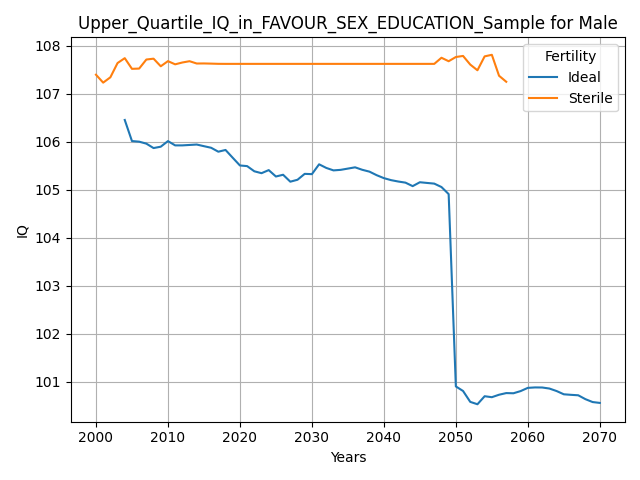 Upper_Quartile_IQ_in_FAVOUR_SEX_EDUCATION_Sample for Male
Fertility
Ideal
Sterile
IQ
108
107
106
105
104
103
102
101
2000 2010 2020 2030 2040 2050 2060 2070
Years